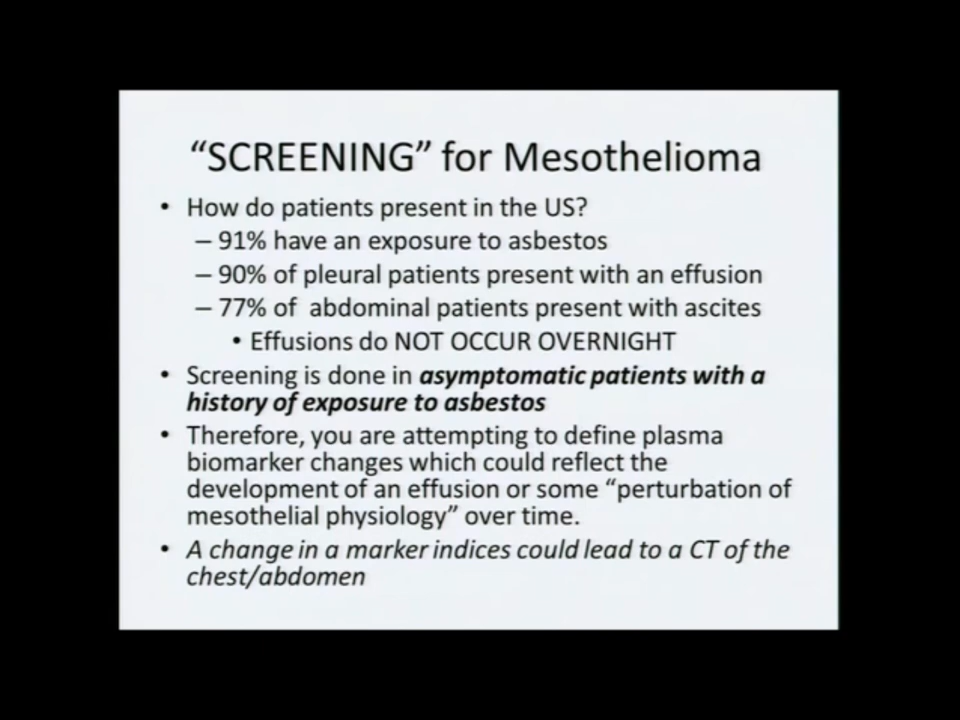 “SCREENING” for Mesothelioma
• How do patients present in the US?
– 91% have an exposure to asbestos
– 90% of pleural patients present with an effusion
– 77% of  abdominal patients present with ascites
• Effusions do NOT OCCUR OVERNIGHT
• Screening is done in asymptomatic patients with a
history of exposure to asbestos
• Therefore, you are attempting to define plasma
biomarker changes which could reflect the
development of an effusion or some “perturbation of
mesothelial physiology” over time.
• A change in a marker indices could lead to a CT of the
chest/abdomen